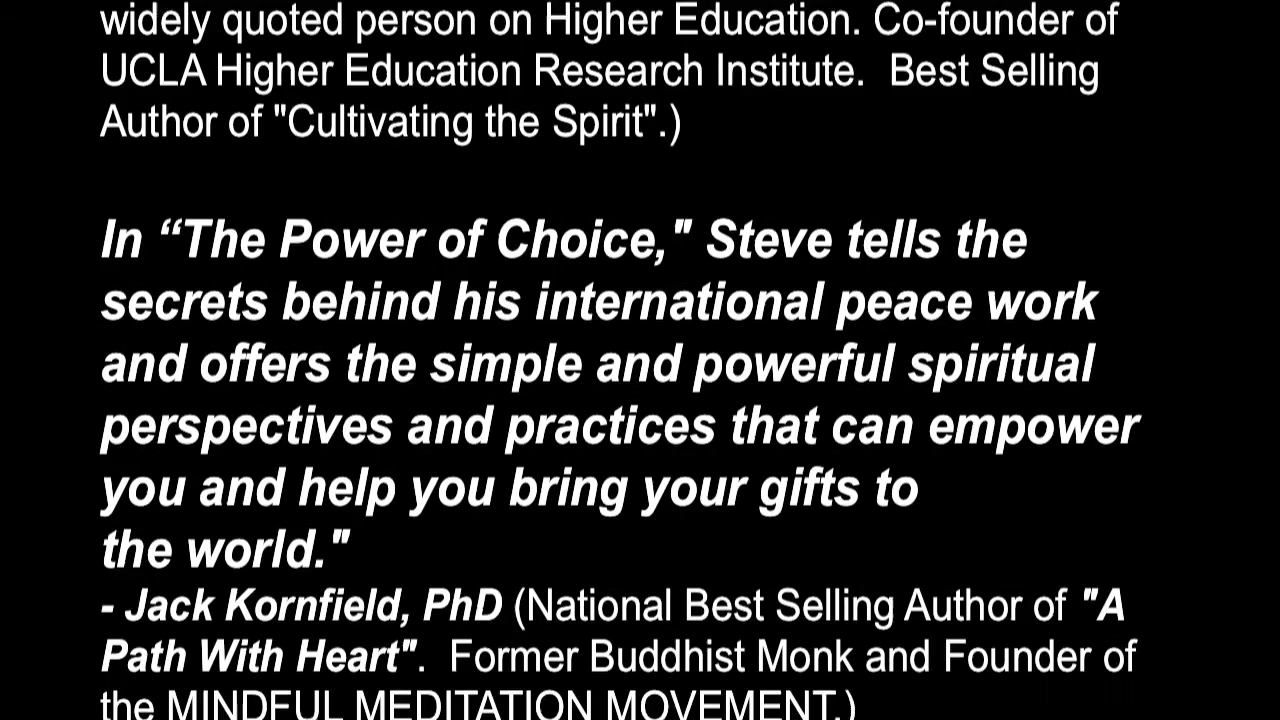 widely quoted person on Higher Education. Co-founder of
UCLA Higher Education Research Institute.  Best Selling
Author of "Cultivating the Spirit".)
In “The Power of Choice," Steve tells the
secrets behind his international peace work
and offers the simple and powerful spiritual
perspectives and practices that can empower
you and help you bring your gifts to
the world."
- Jack Kornfield, PhD (National Best Selling Author of "A
Path With Heart".  Former Buddhist Monk and Founder of
the MINDFUL MEDITATION MOVEMENT.)